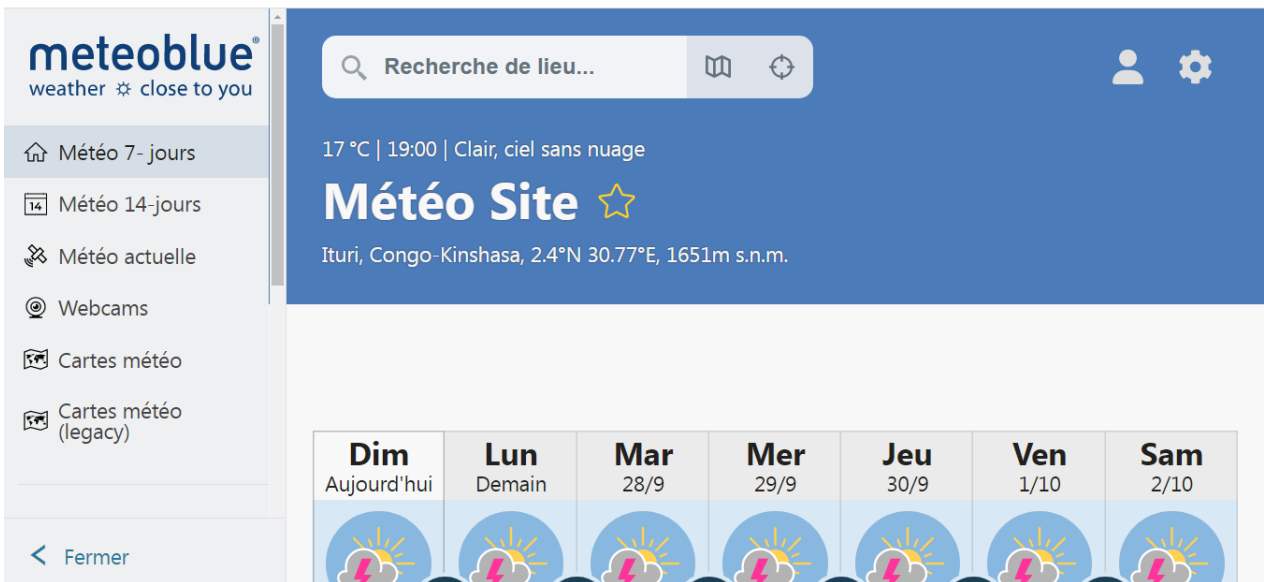 meteoblue®
weather ☼ close to you
Météo 7- jours
14 Météo 14-jours
Météo actuelle
Webcams
Cartes météo
Cartes météo
(legacy)
Fermer
Recherche de lieu...
17 °C | 19:00 | Clair, ciel sans nuage
Météo Site
Ituri, Congo-Kinshasa, 2.4°N 30.77°E, 1651m s.n.m.
Dim Lun Mar Mer Jeu Ven Sam
Aujourd'hui Demain 28/9 29/9 30/9 1/10 2/10